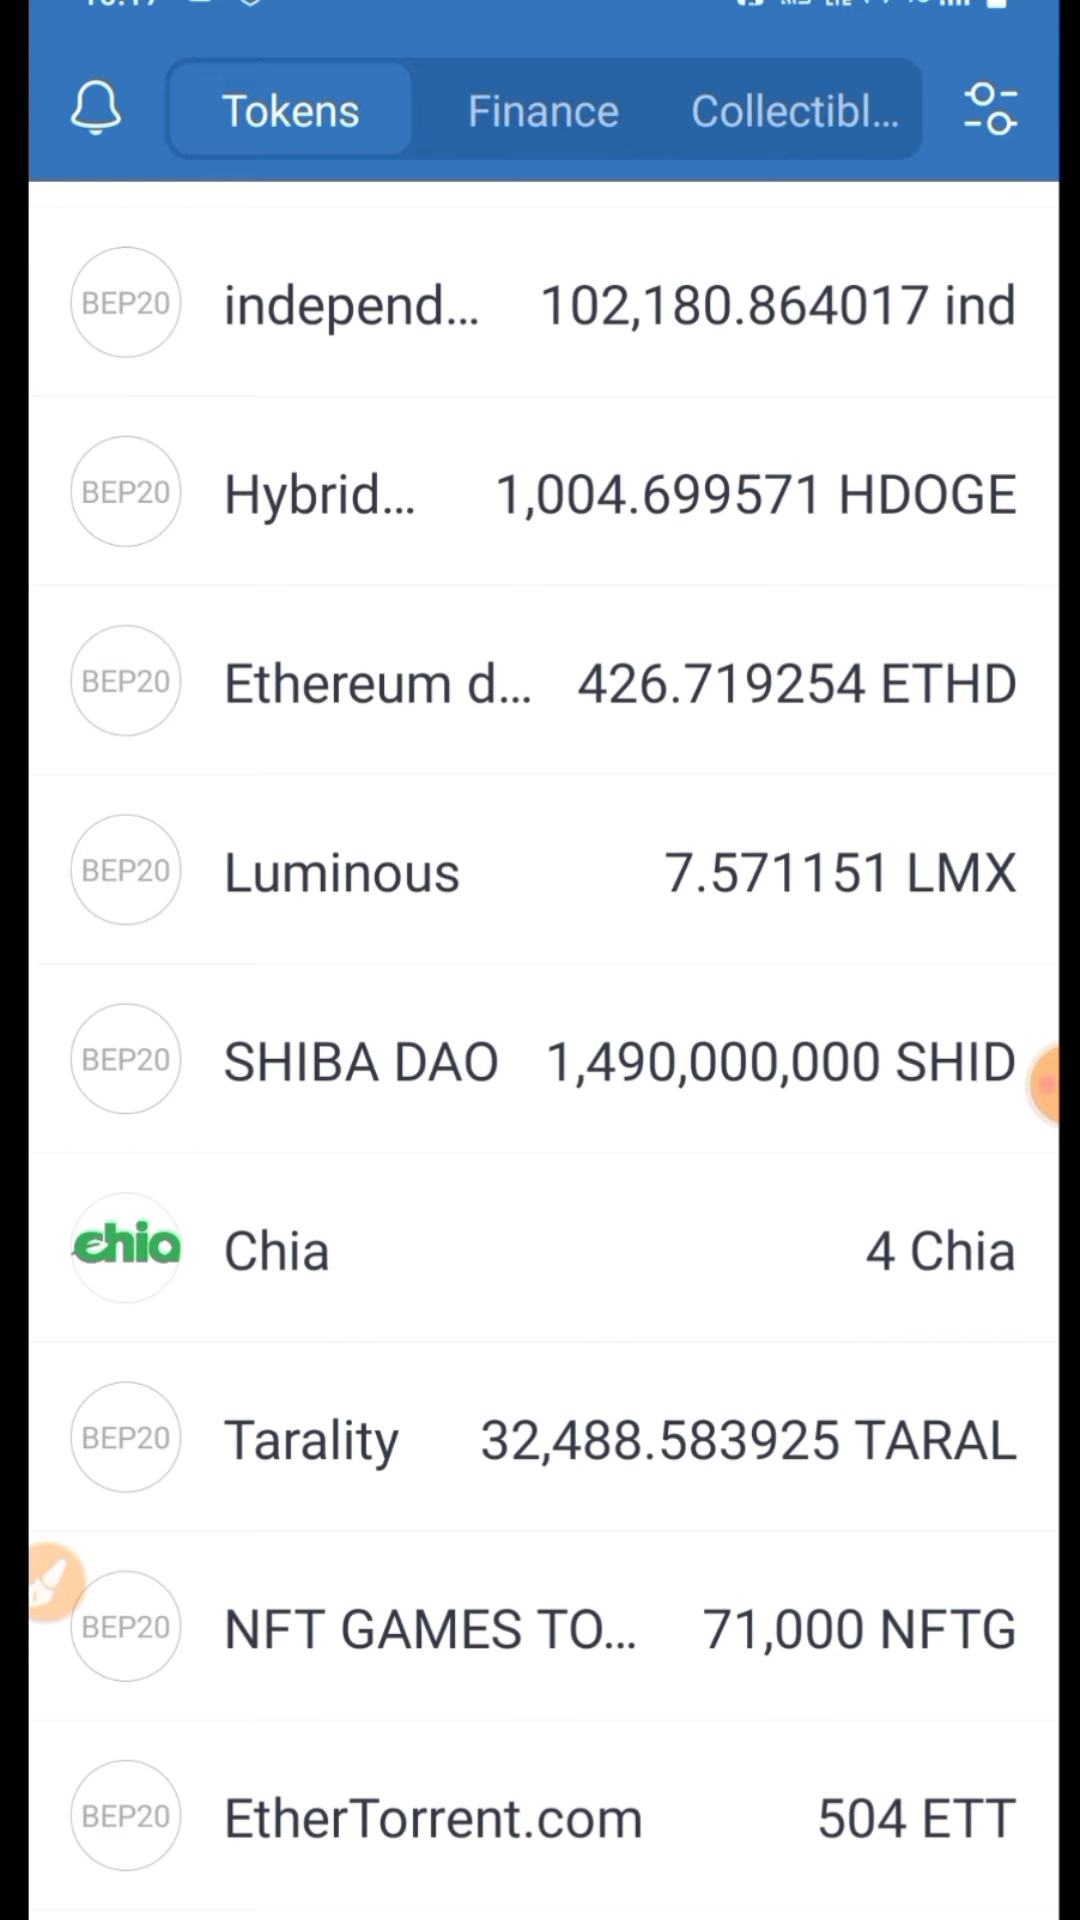 Tokens Finance Collectibl...
BEP20 independ... 102,180.864017 ind
BEP20 Hybrid... 1,004.699571 HDOGE
BEP20 Ethereum d... 426.719254 ETHD
BEP20 Luminous 7.571151 LMX
BEP20 SHIBA DAO 1,490,000,000 SHID
chia Chia 4 Chia
BEP20 Tarality 32,488.583925 TARAL
BEP20 NFT GAMES TO... 71,000 NFTG
BEP20 EtherTorrent.com 504 ETT